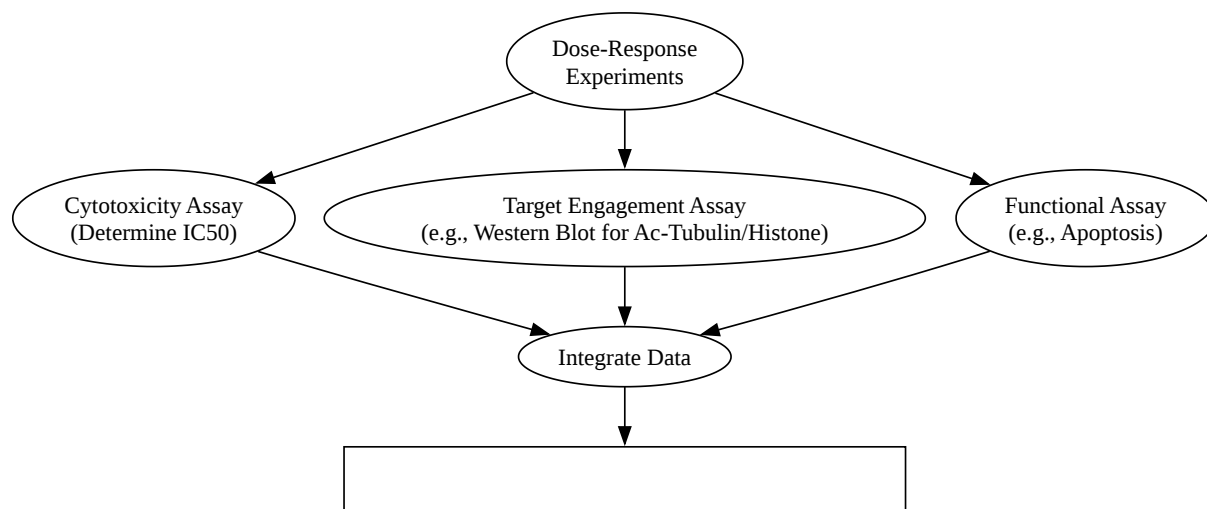 Dose-Response
Experiments
Cytotoxicity Assay
(Determine IC50)
Target Engagement Assay
(e.g., Western Blot for Ac-Tubulin/Histone)
Functional Assay
(e.g., Apoptosis)
Integrate Data